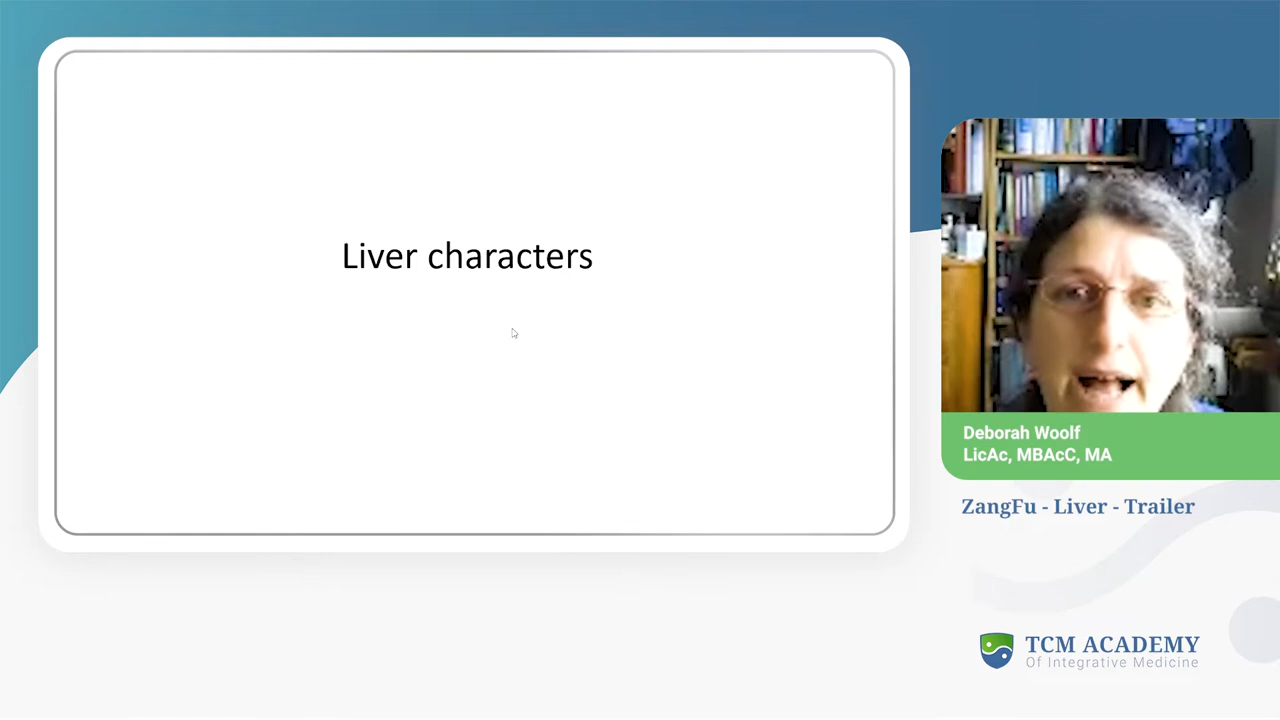 Liver characters
Deborah Woolf
LicAc, MBAcC, MA
ZangFu - Liver - Trailer
TCM ACADEMY
Of Integrative Medicine